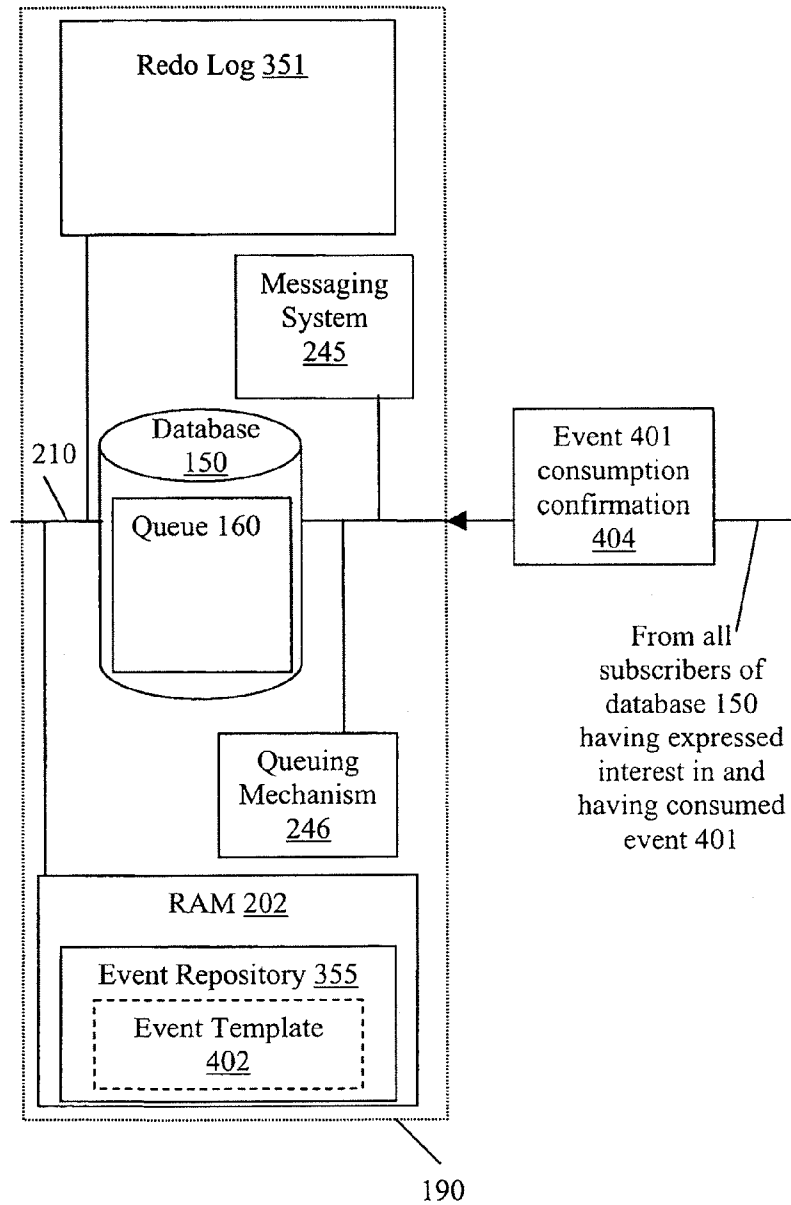 Redo Log 351
Messaging
System
245
Database
150
210
Queue 160
Event 401
consumption
confirmation
404
From all
subscribers of
database 150
having expressed
interest in and
having consumed
event 401
Queuing
Mechanism
246
RAM 202
Event Repository 355
Event Template
402
190